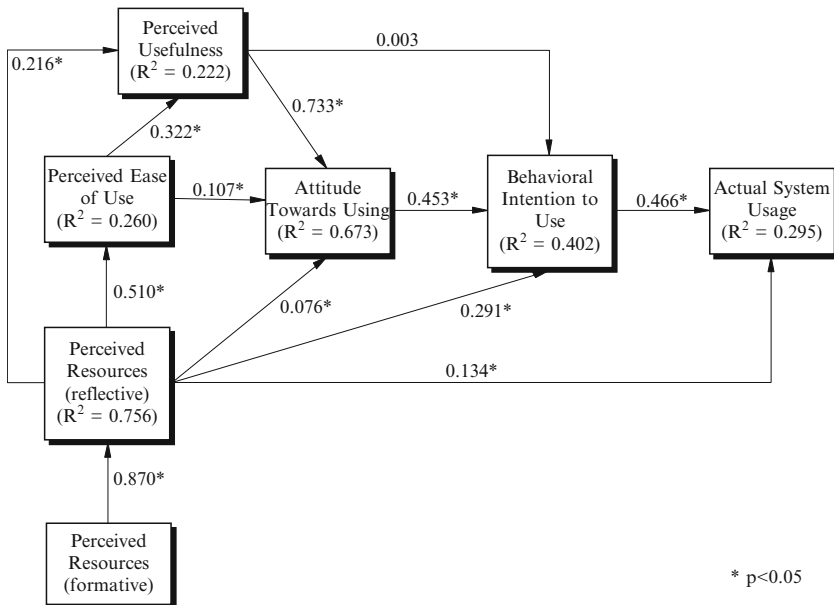 Perceived
Usefulness
(R² = 0.222)
0.003
0.216*
0.733*
0.322*
Perceived Ease
of Use
(R² = 0.260)
0.107*
Attitude
Towards Using
(R² = 0.673)
0.453*
Behavioral
Intention to
Use
(R² = 0.402)
0.466*
Actual System
Usage
(R² = 0.295)
0.510*
0.076*
0.291*
0.134*
Perceived
Resources
(reflective)
(R² = 0.756)
0.870*
Perceived
Resources
(formative)
* p<0.05